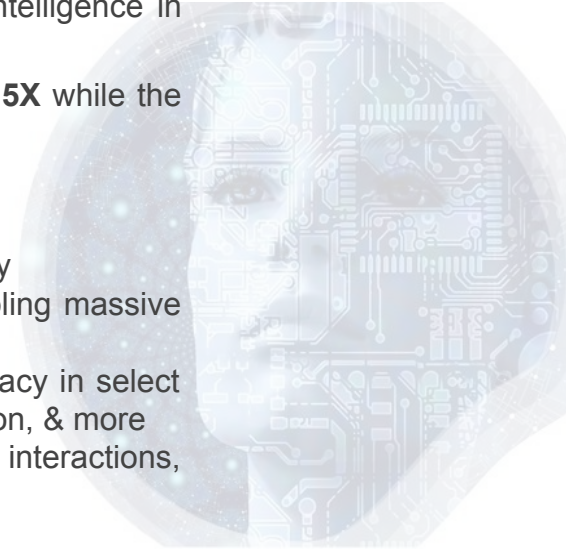 ntelligence in
5X while the
y
ling massive
acy in select
on, & more
interactions,